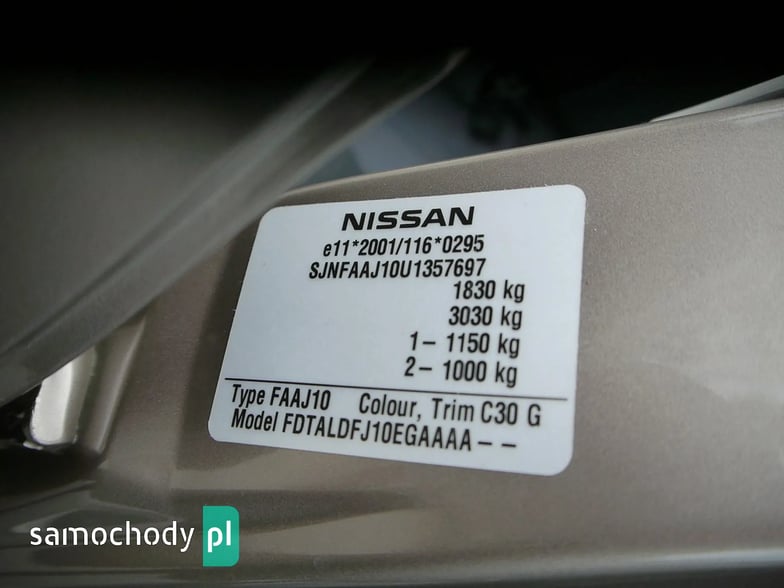 NISSAN
e11*2001/116*0295
SJNFAAJ10U1357697
1830 kg
3030 kg
1– 1150 kg
2– 1000 kg
Type FAAJ10 Colour, Trim C30 G
Model FDTALDFJ10EGAAAA – –
samochody pl